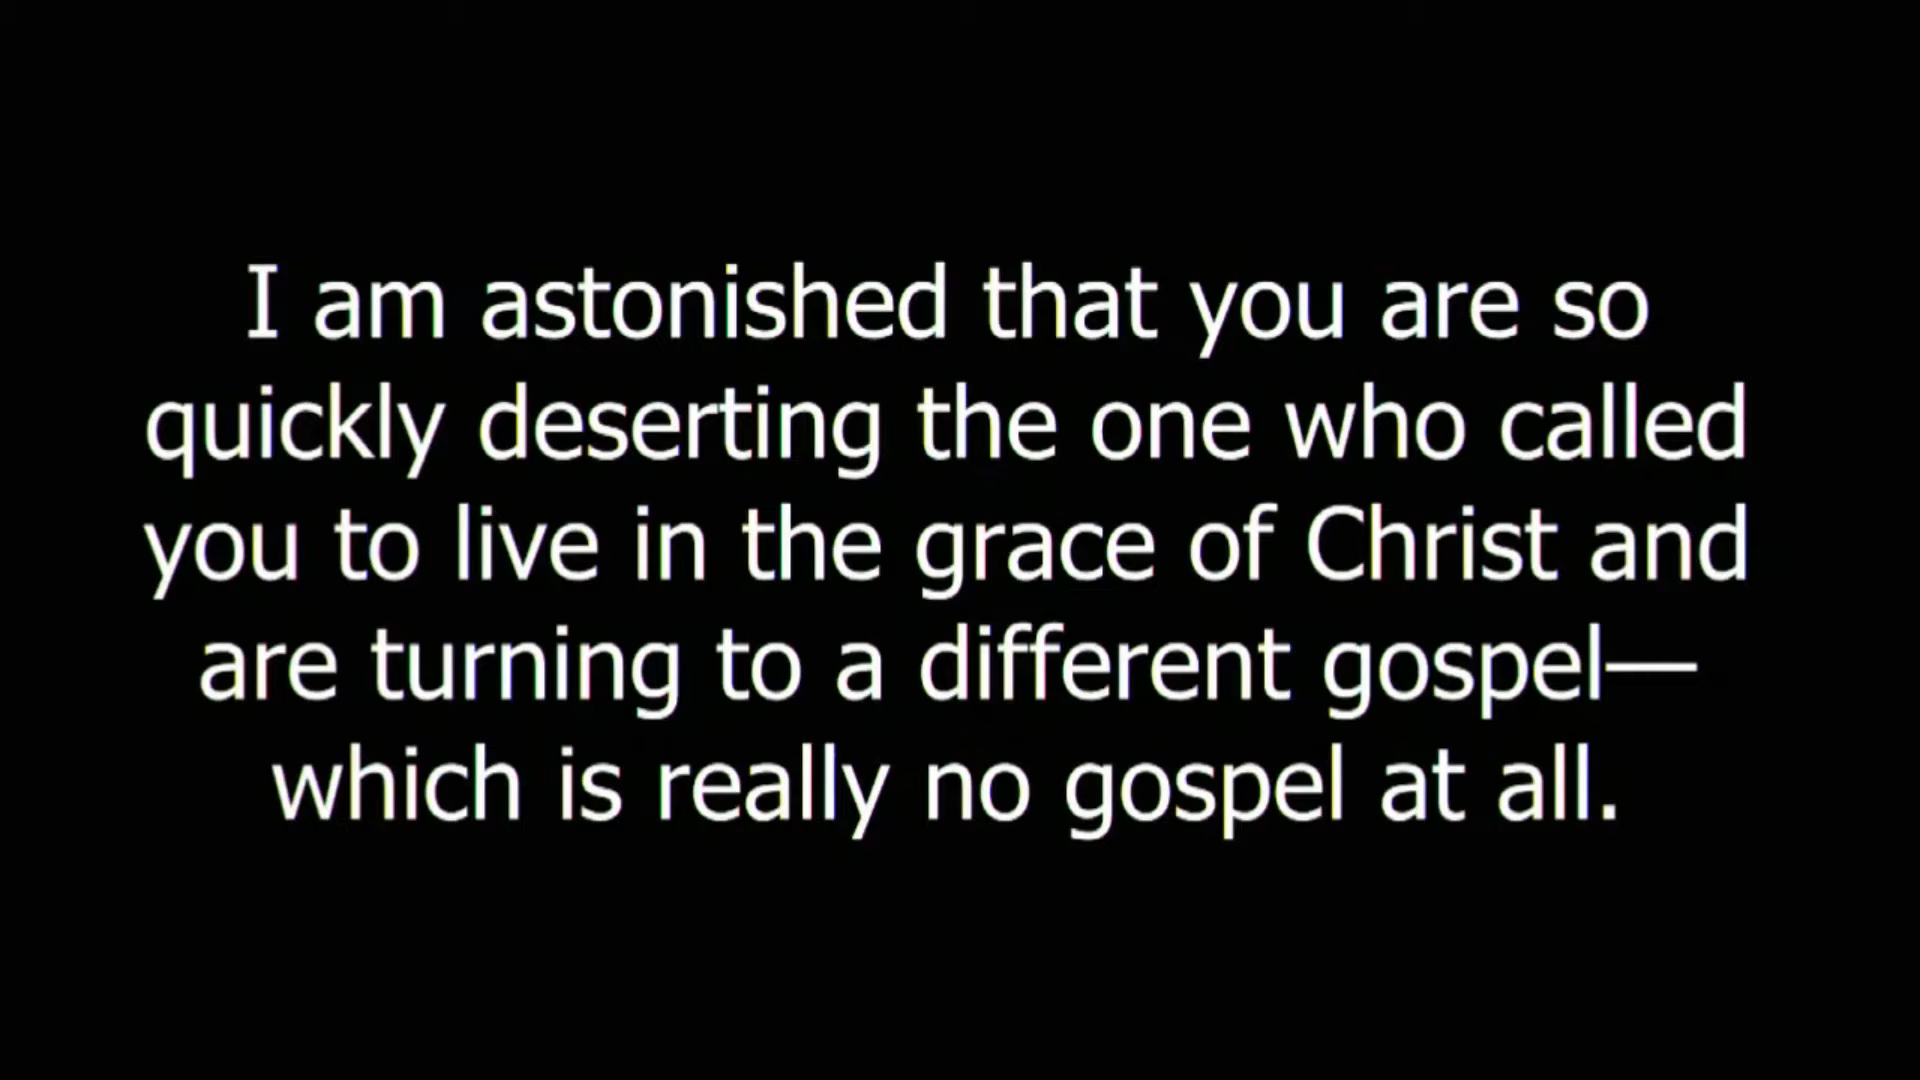 I am astonished that you are so
quickly deserting the one who called
you to live in the grace of Christ and
are turning to a different gospel—
which is really no gospel at all.